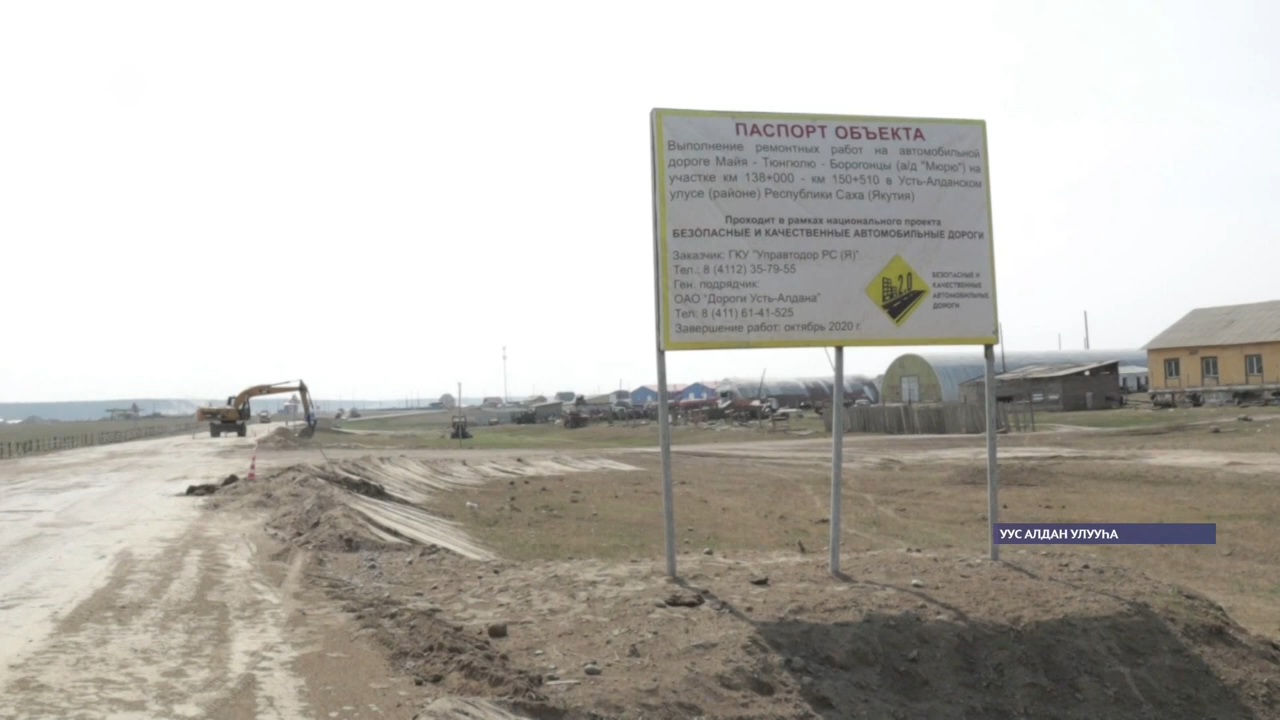 ПАСПОРТ ОБЪЕКТА
Выполнение ремонтных работ на автомобильной
дороге Майя - Тюнгюлю - Борогонцы (а/д "Мюрю") на
участке км 138+000 - км 150+510 в Усть-Алданском
улусе (районе) Республики Саха (Якутия)
Проходит в рамках национального проекта
БЕЗОПАСНЫЕ И КАЧЕСТВЕННЫЕ АВТОМОБИЛЬНЫЕ ДОРОГИ
Заказчик: ГКУ "Управтодор РС (Я)"
Тел.: 8 (4112) 35-79-55
Ген. подрядчик:
ОАО "Дороги Усть-Алдана"
Тел: 8 (411) 61-41-525
Завершение работ: октябрь 2020 г.
2.0
БЕЗОПАСНЫЕ И
КАЧЕСТВЕННЫЕ
АВТОМОБИЛЬНЫЕ
ДОРОГИ
УУС АЛДАН УЛУУҺА